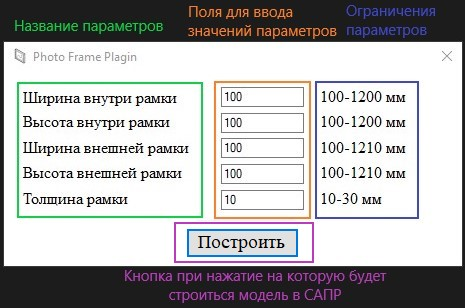 Название параметров
Поля для ввода
значений параметров
Ограничения
параметров
Photo Frame Plagin
Ширина внутри рамки 100 100-1200 мм
Высота внутри рамки 100 100-1200 мм
Ширина внешней рамки 100 100-1210 мм
Высота внешней рамки 100 100-1210 мм
Толщина рамки 10 10-30 мм
Построить
Кнопка при нажатие на которую будет
строиться модель в САПР